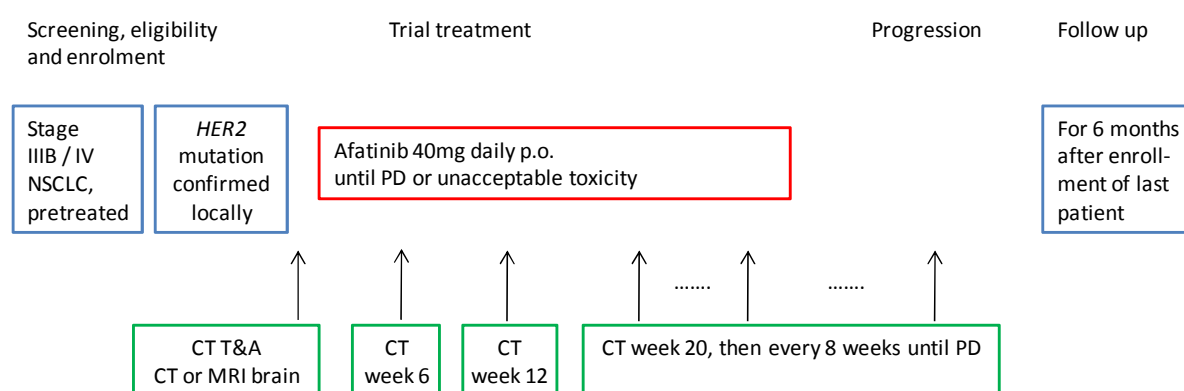 Screening, eligibility
and enrolment
Trial treatment
Progression
Follow up
Stage
IIIB / IV
NSCLC,
pretreated
HER2
mutation
confirmed
locally
Afatinib 40mg daily p.o.
until PD or unacceptable toxicity
For 6 months
after enroll-
ment of last
patient
.......
.......
CT T&A
CT or MRI brain
CT
week 6
CT
week 12
CT week 20, then every 8 weeks until PD